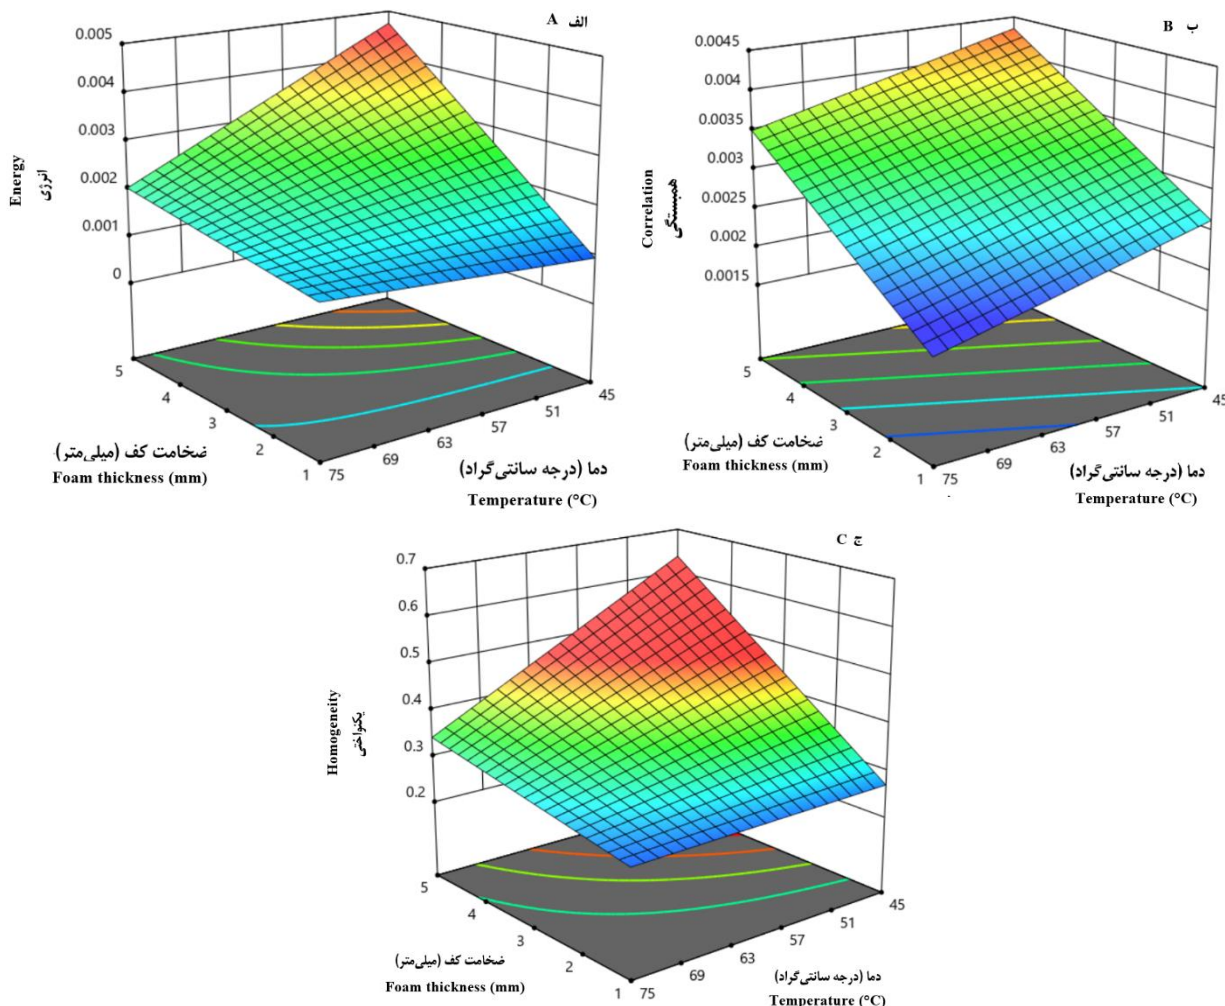 الف A
0.005
0.004
0.003
0.002
0.001
0
Energy
انرژی
5
4
3
2
1
75
69
63
57
51
45
ضخامت کف (میلی‌متر)
Foam thickness (mm)
دما (درجه سانتی‌گراد)
Temperature (°C)
ب B
0.0045
0.004
0.0035
0.003
0.0025
0.002
0.0015
Correlation
همبستگی
5
4
3
2
1
75
69
63
57
51
45
ضخامت کف (میلی‌متر)
Foam thickness (mm)
دما (درجه سانتی‌گراد)
Temperature (°C)
ج C
0.7
0.6
0.5
0.4
0.3
0.2
Homogeneity
یکنواختی
5
4
3
2
1
75
69
63
57
51
45
ضخامت کف (میلی‌متر)
Foam thickness (mm)
دما (درجه سانتی‌گراد)
Temperature (°C)